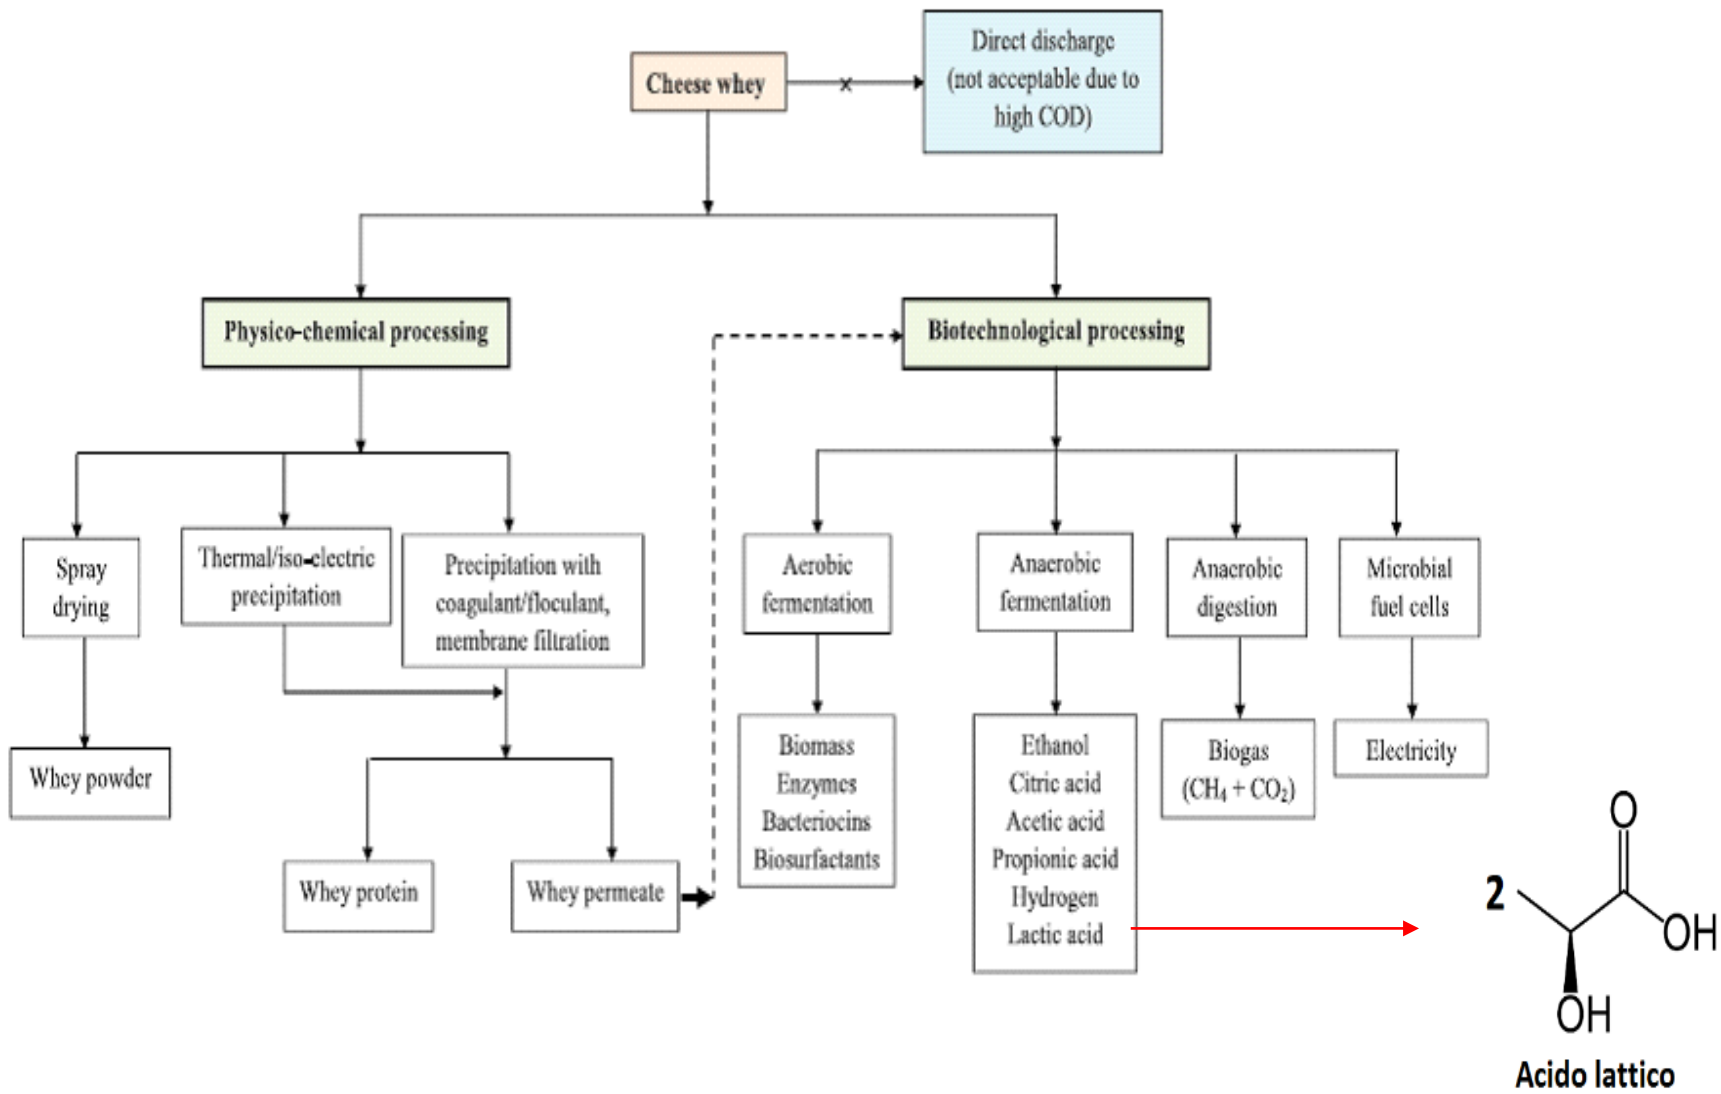 Cheese whey
x
Direct discharge
(not acceptable due to
high COD)
Physico-chemical processing
Biotechnological processing
Spray
drying
Thermal/iso-electric
precipitation
Precipitation with
coagulant/floculant,
membrane filtration
Aerobic
fermentation
Anaerobic
fermentation
Anaerobic
digestion
Microbial
fuel cells
Whey powder
Whey protein
Whey permeate
Biomass
Enzymes
Bacteriocins
Biosurfactants
Ethanol
Citric acid
Acetic acid
Propionic acid
Hydrogen
Lactic acid
Biogas
(CH₄ + CO₂)
Electricity
O
2
OH
OH
Acido lattico